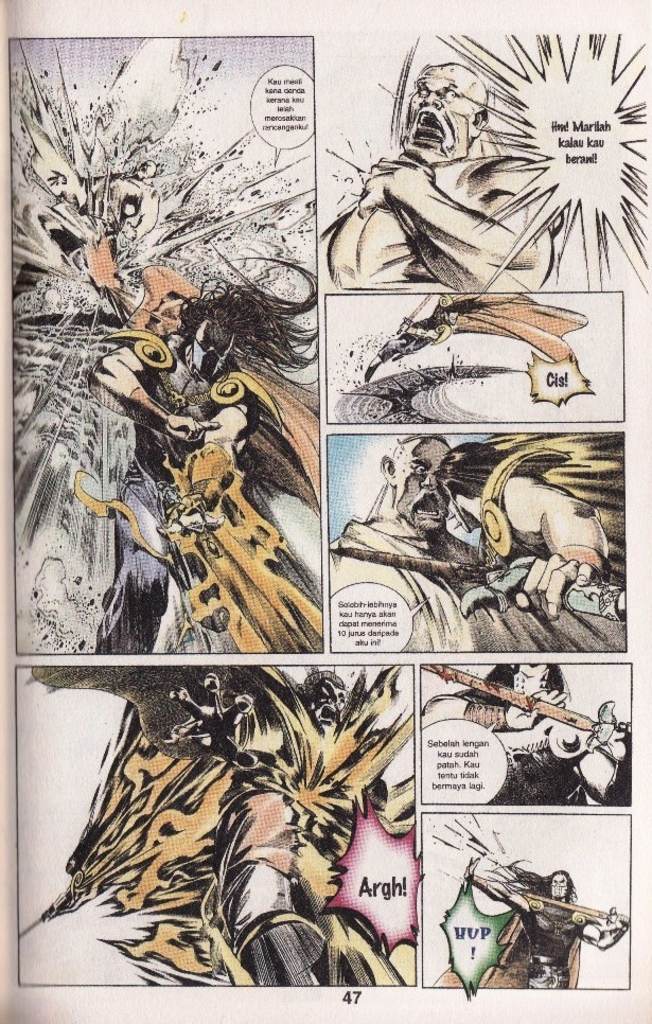 Kau mesti
kena denda
kerana kau
telah
merosakkan
rancanganku!
Hm! Marilah
kalau kau
berani!
Cis!
Selebih-lebihnya
kau hanya akan
dapat menerima
10 jurus daripada
aku ini!
Argh!
Sebelah lengan
kau sudah
patah. Kau
tentu tidak
bermaya lagi.
HUP
!
47